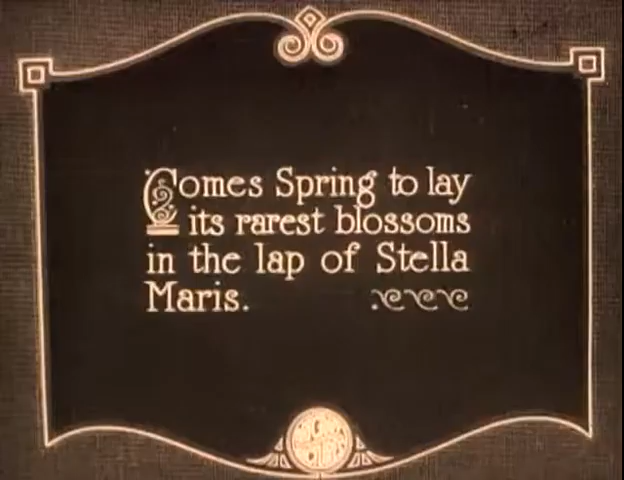 Comes Spring to lay
its rarest blossoms
in the lap of Stella
Maris.